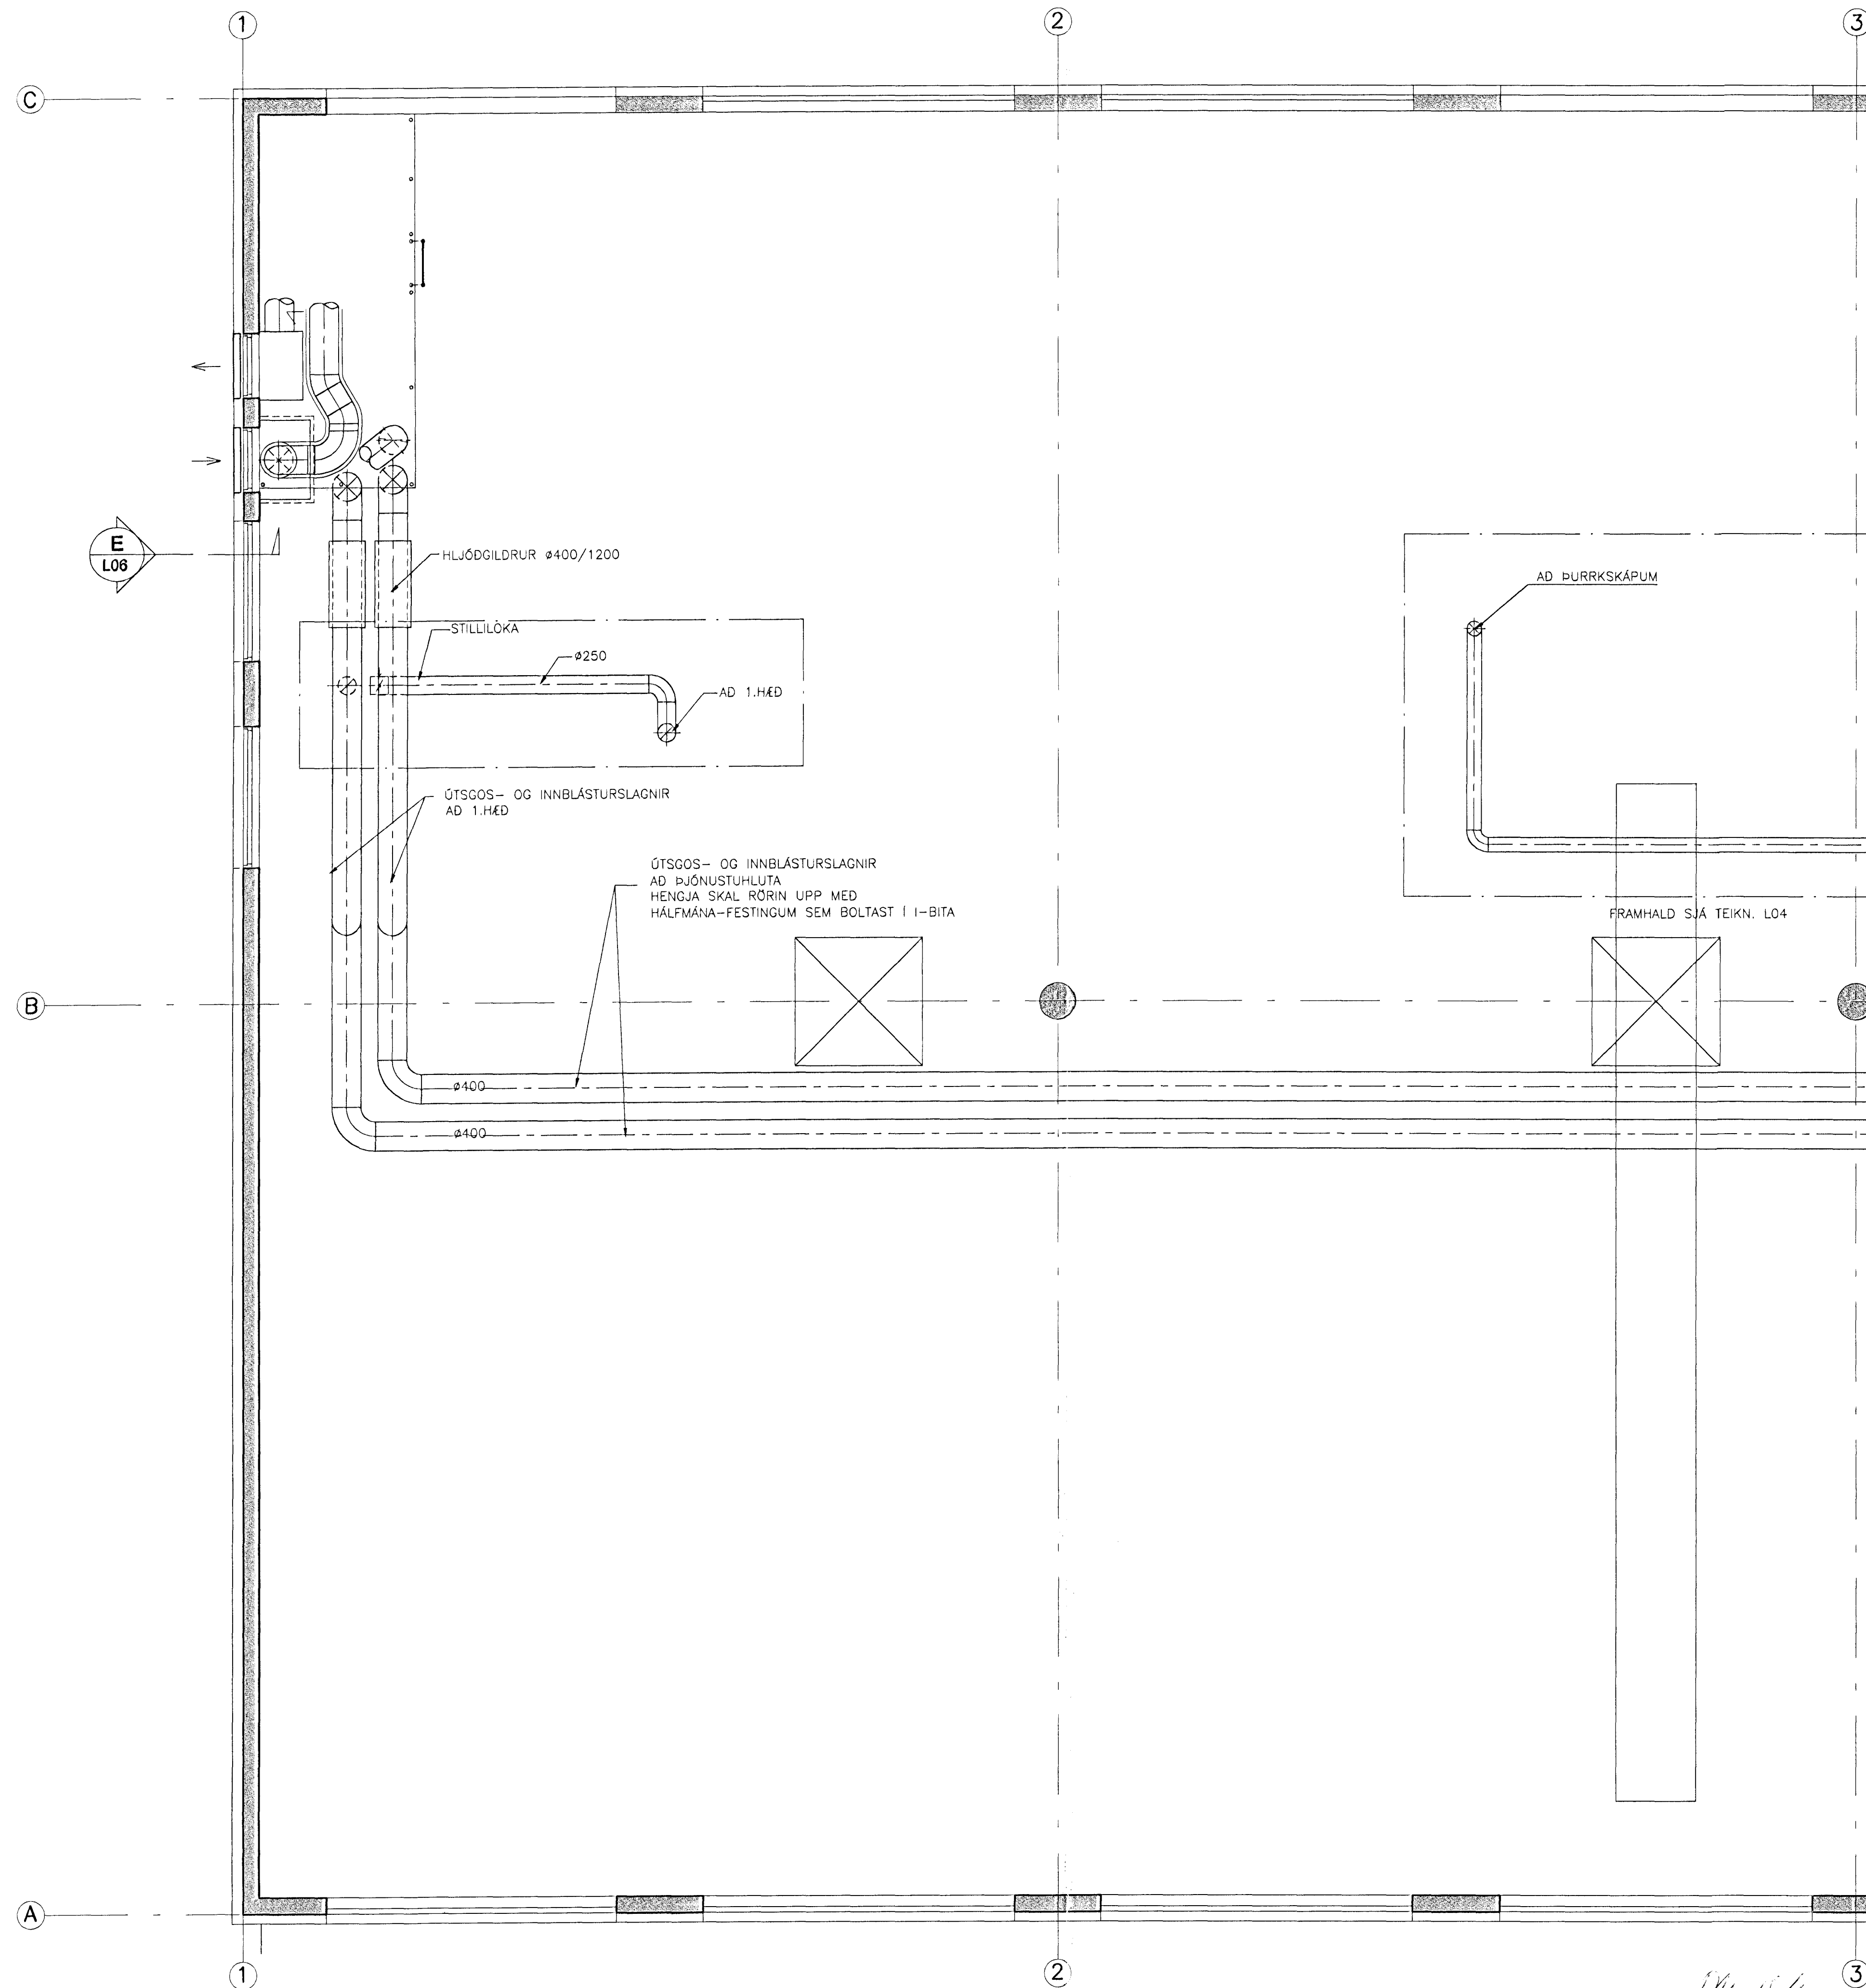 1
2
3
C
E
L06
HLJÓÐGILDRUR ø400/1200
AÐ ÞURRKSKÁPUM
STILLILOKA
ø250
AÐ 1.HÆÐ
ÚTSGOS- OG INNBLÁSTURSLAGNIR
AÐ 1.HÆÐ
ÚTSGOS- OG INNBLÁSTURSLAGNIR
AÐ ÞJÓNUSTUHLUTA
HENGJA SKAL RÖRIN UPP MEÐ
HÁLFMÁNA-FESTINGUM SEM BOLTAST Í I-BITA
FRAMHALD SJÁ TEIKN. L04
B
ø400
ø400
A
1
2
3